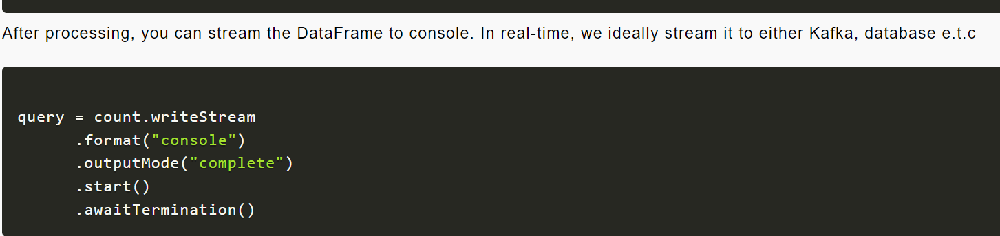 After processing, you can stream the DataFrame to console. In real-time, we ideally stream it to either Kafka, database e.t.c
query = count.writeStream
.format("console")
.outputMode("complete")
.start()
.awaitTermination()